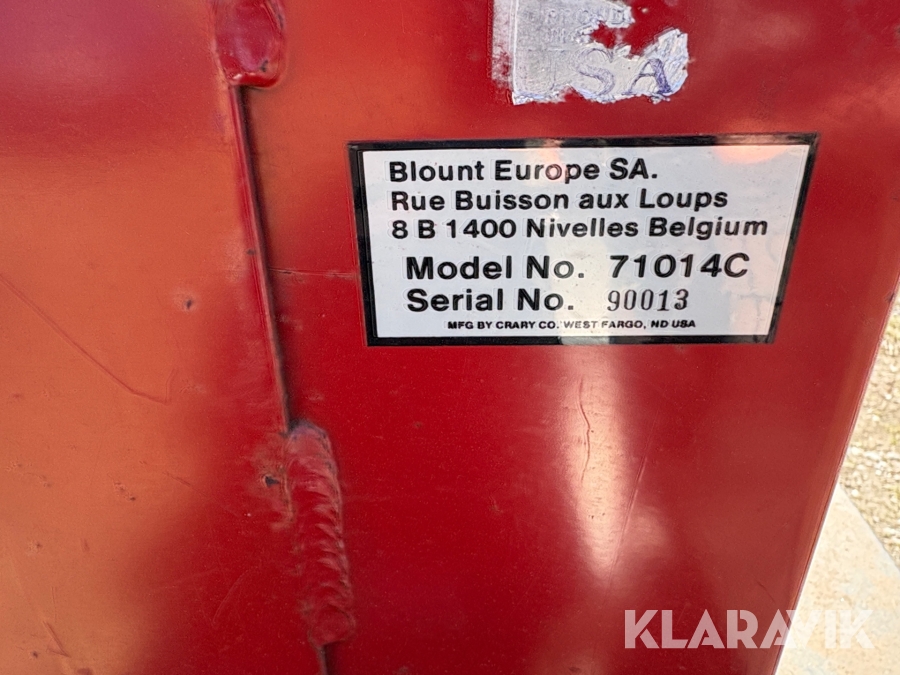 USA
Blount Europe SA.
Rue Buisson aux Loups
8 B 1400 Nivelles Belgium
Model No. 71014C
Serial No. 90013
MFG BY CRARY CO. WEST FARGO, ND USA
KLARAVIK